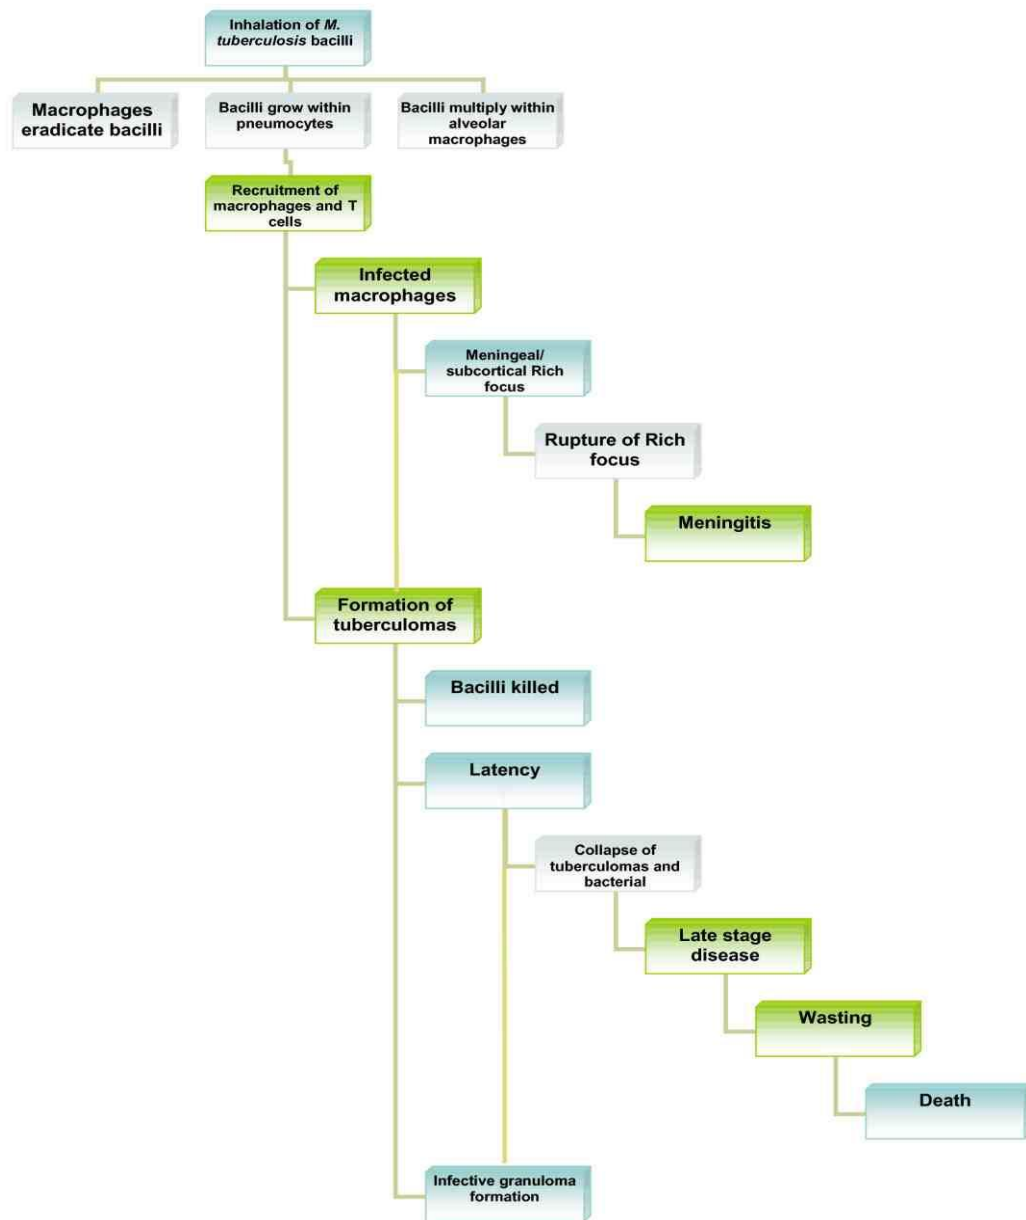 Inhalation of M.
tuberculosis bacilli
Macrophages
eradicate bacilli
Bacilli grow within
pneumocytes
Bacilli multiply within
alveolar
macrophages
Recruitment of
macrophages and T
cells
Infected
macrophages
Meningeal/
subcortical Rich
focus
Rupture of Rich
focus
Meningitis
Formation of
tuberculomas
Bacilli killed
Latency
Collapse of
tuberculomas and
bacterial
Late stage
disease
Wasting
Death
Infective granuloma
formation